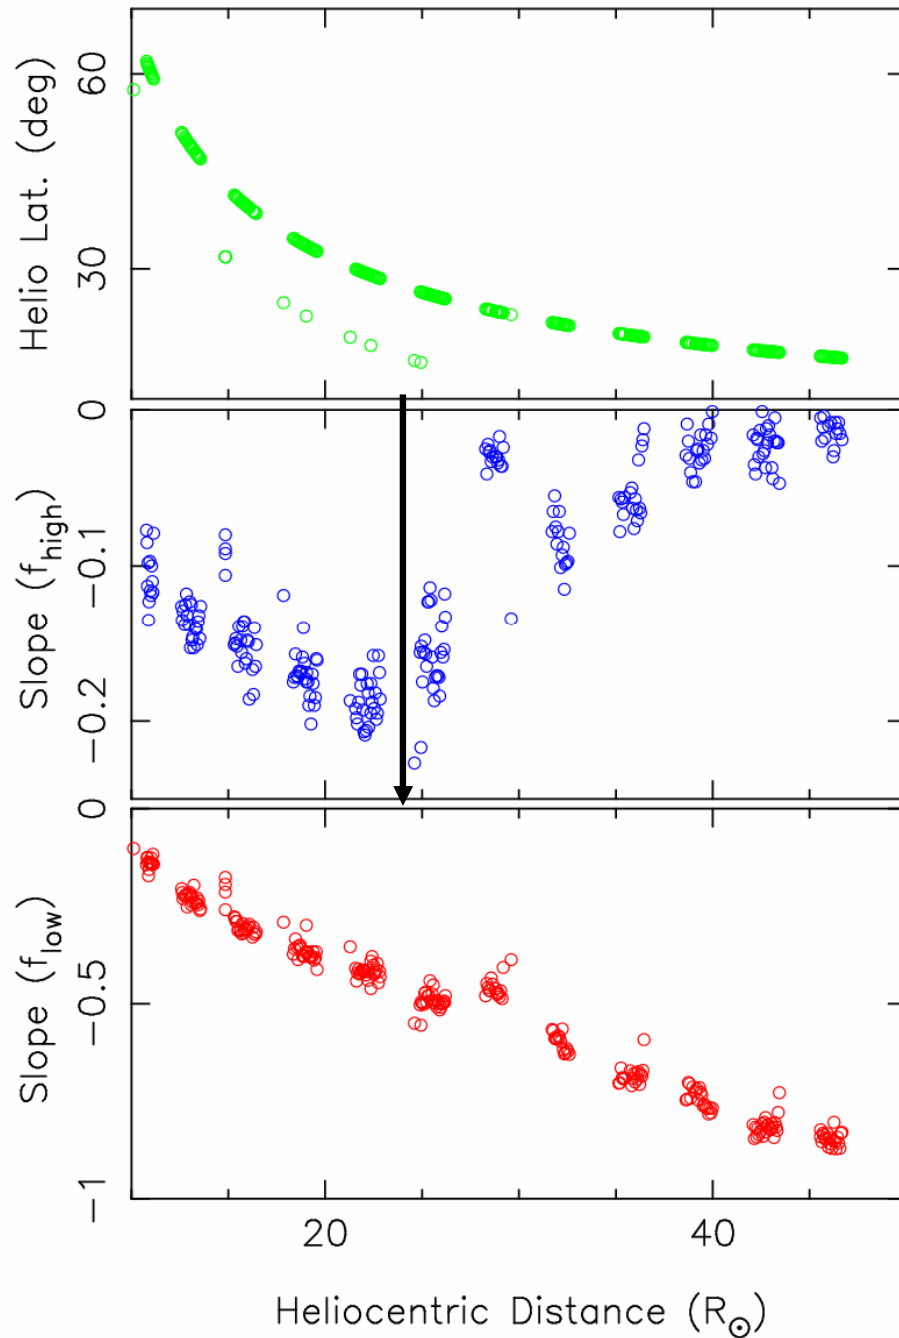 Helio Lat. (deg)
60
30
Slope (f_high)
0
−0.1
−0.2
Slope (f_low)
0
−0.5
−1
20
40
Heliocentric Distance (R_☉)